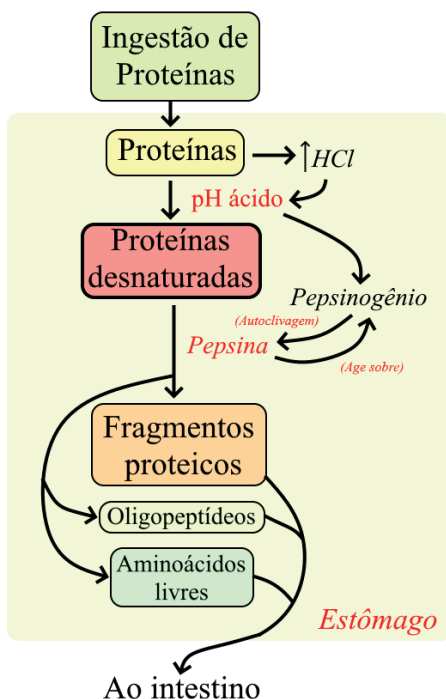 Ingestão de
Proteínas
Proteínas
↑HCl
pH ácido
Proteínas
desnaturadas
Pepsinogênio
(Autoclivagem)
Pepsina
(Age sobre)
Fragmentos
proteicos
Oligopeptídeos
Aminoácidos
livres
Estômago
Ao intestino